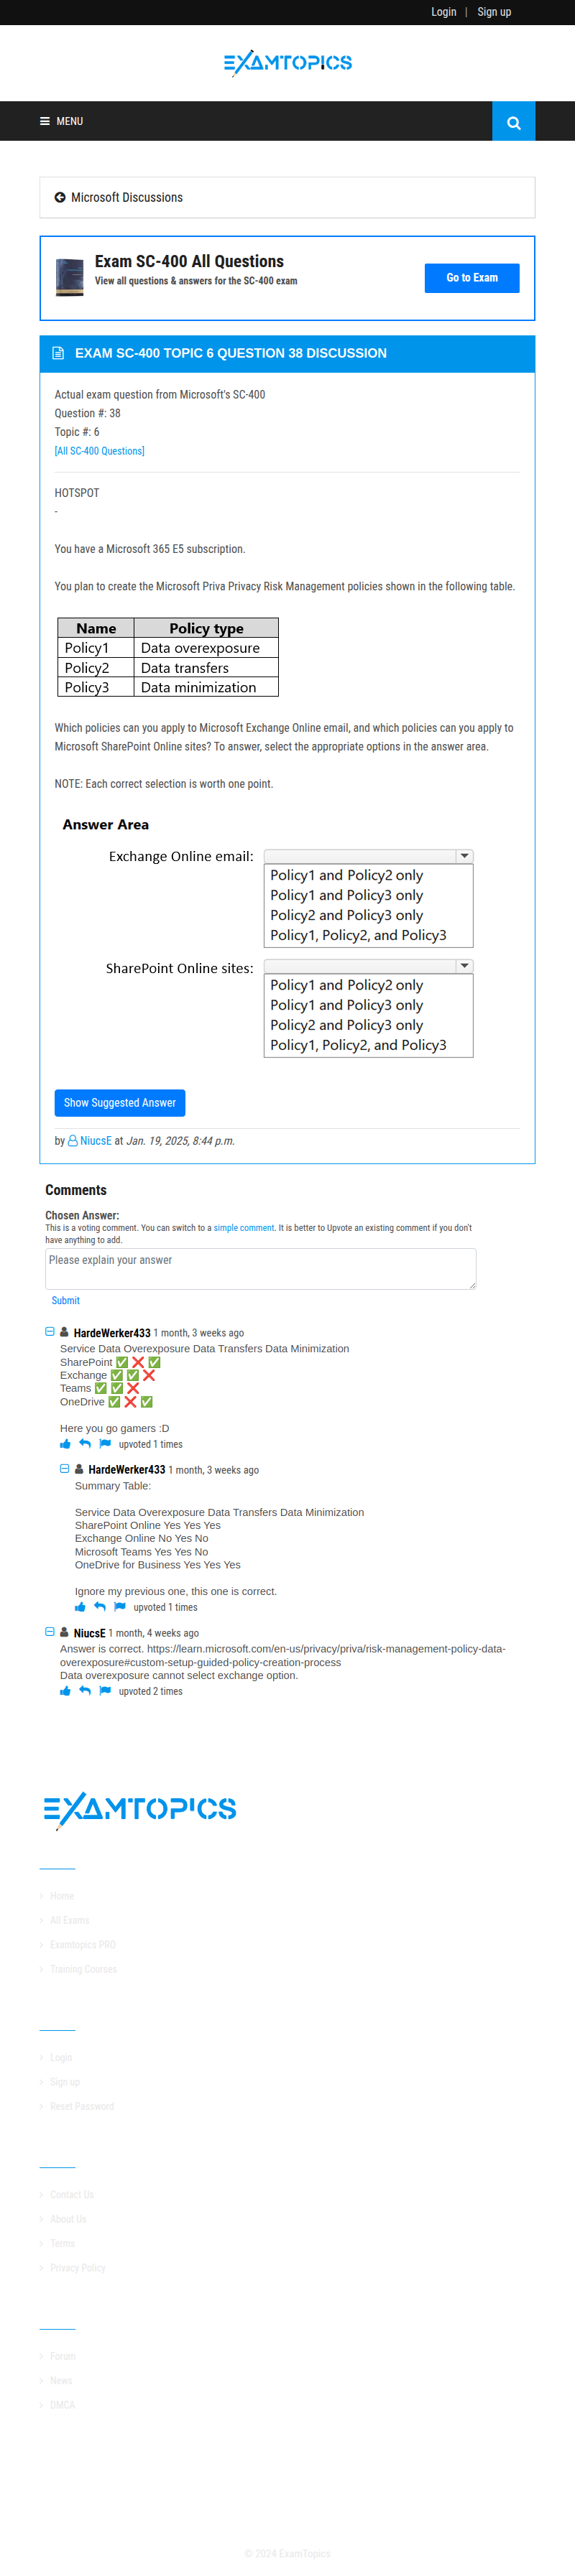 Login | Sign up
EXAMTOPICS
MENU
Microsoft Discussions
Exam SC-400 All Questions
View all questions & answers for the SC-400 exam
Go to Exam
EXAM SC-400 TOPIC 6 QUESTION 38 DISCUSSION
Actual exam question from Microsoft's SC-400
Question #: 38
Topic #: 6
[All SC-400 Questions]
HOTSPOT
-
You have a Microsoft 365 E5 subscription.
You plan to create the Microsoft Priva Privacy Risk Management policies shown in the following table.
Name Policy type
Policy1 Data overexposure
Policy2 Data transfers
Policy3 Data minimization
Which policies can you apply to Microsoft Exchange Online email, and which policies can you apply to
Microsoft SharePoint Online sites? To answer, select the appropriate options in the answer area.
NOTE: Each correct selection is worth one point.
Answer Area
Exchange Online email:
Policy1 and Policy2 only
Policy1 and Policy3 only
Policy2 and Policy3 only
Policy1, Policy2, and Policy3
SharePoint Online sites:
Policy1 and Policy2 only
Policy1 and Policy3 only
Policy2 and Policy3 only
Policy1, Policy2, and Policy3
Show Suggested Answer
by NiucsE at Jan. 19, 2025, 8:44 p.m.
Comments
Chosen Answer:
This is a voting comment. You can switch to a simple comment. It is better to Upvote an existing comment if you don't
have anything to add.
Please explain your answer
Submit
HardeWerker433 1 month, 3 weeks ago
Service Data Overexposure Data Transfers Data Minimization
SharePoint ✅ ❌ ✅
Exchange ✅ ✅ ❌
Teams ✅ ✅ ❌
OneDrive ✅ ❌ ✅
Here you go gamers :D
upvoted 1 times
HardeWerker433 1 month, 3 weeks ago
Summary Table:
Service Data Overexposure Data Transfers Data Minimization
SharePoint Online Yes Yes Yes
Exchange Online No Yes No
Microsoft Teams Yes Yes No
OneDrive for Business Yes Yes Yes
Ignore my previous one, this one is correct.
upvoted 1 times
NiucsE 1 month, 4 weeks ago
Answer is correct. https://learn.microsoft.com/en-us/privacy/priva/risk-management-policy-data-
overexposure#custom-setup-guided-policy-creation-process
Data overexposure cannot select exchange option.
upvoted 2 times
EXAMTOPICS
Home
All Exams
Examtopics PRO
Training Courses
Login
Sign up
Reset Password
Contact Us
About Us
Terms
Privacy Policy
Forum
News
DMCA
© 2024 ExamTopics